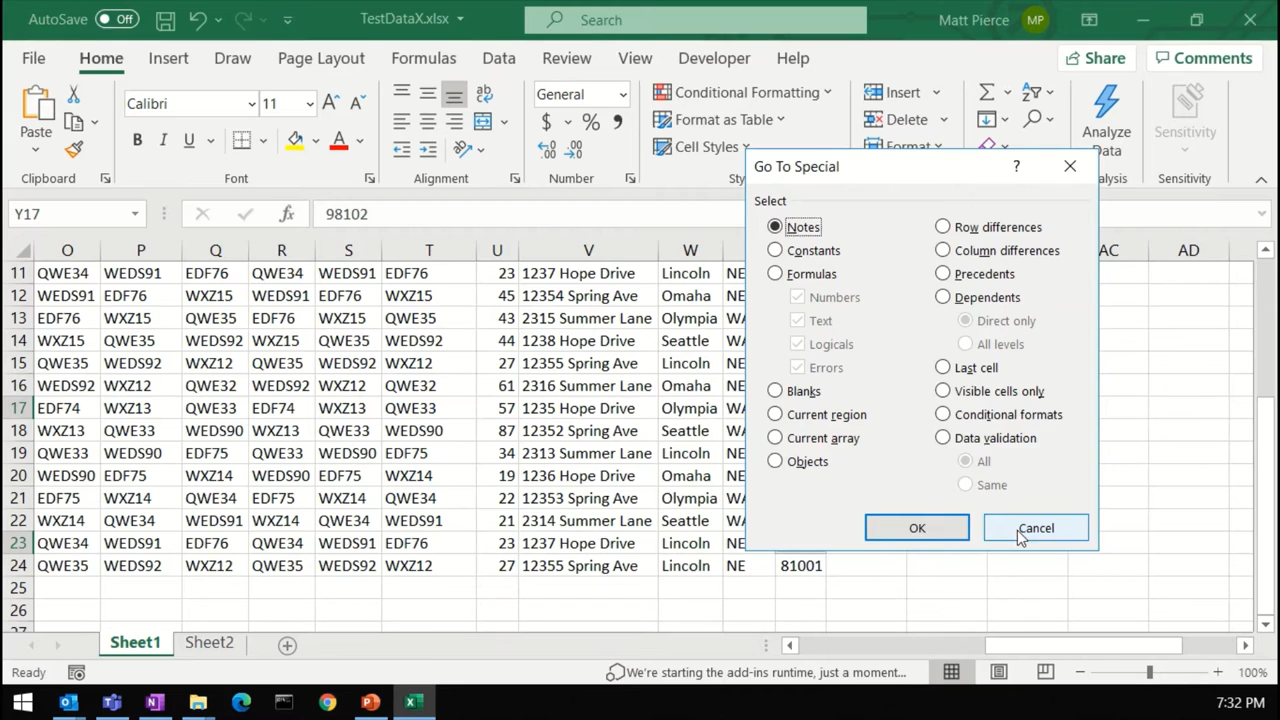 AutoSave Off TestDataX.xlsx Search Matt Pierce MP
File Home Insert Draw Page Layout Formulas Data Review View Developer Help Share Comments
Paste Calibri 11 General Conditional Formatting Insert
B I U A $ % Format as Table Delete Analyze Data Sensitivity
Cell Styles Format
Clipboard Font Alignment Number Sensitivity
Y17 fx 98102
O P Q R S T U V W AC AD
11 QWE34 WEDS91 EDF76 QWE34 WEDS91 EDF76 23 1237 Hope Drive Lincoln
12 WEDS91 EDF76 WXZ15 WEDS91 EDF76 WXZ15 45 12354 Spring Ave Omaha
13 EDF76 WXZ15 QWE35 EDF76 WXZ15 QWE35 43 2315 Summer Lane Olympia
14 WXZ15 QWE35 WEDS92 WXZ15 QWE35 WEDS92 44 1238 Hope Drive Seattle
15 QWE35 WEDS92 WXZ12 QWE35 WEDS92 WXZ12 27 12355 Spring Ave Lincoln
16 WEDS92 WXZ12 QWE32 WEDS92 WXZ12 QWE32 61 2316 Summer Lane Omaha
17 EDF74 WXZ13 QWE33 EDF74 WXZ13 QWE33 57 1235 Hope Drive Olympia
18 WXZ13 QWE33 WEDS90 WXZ13 QWE33 WEDS90 87 12352 Spring Ave Seattle
19 QWE33 WEDS90 EDF75 QWE33 WEDS90 EDF75 34 2313 Summer Lane Lincoln
20 WEDS90 EDF75 WXZ14 WEDS90 EDF75 WXZ14 19 1236 Hope Drive Omaha
21 EDF75 WXZ14 QWE34 EDF75 WXZ14 QWE34 22 12353 Spring Ave Olympia
22 WXZ14 QWE34 WEDS91 WXZ14 QWE34 WEDS91 21 2314 Summer Lane Seattle
23 QWE34 WEDS91 EDF76 QWE34 WEDS91 EDF76 23 1237 Hope Drive Lincoln
24 QWE35 WEDS92 WXZ12 QWE35 WEDS92 WXZ12 27 12355 Spring Ave Lincoln NE 81001
25
26
Go To Special ?
Select
Notes Row differences
Constants Column differences
Formulas Precedents
Numbers Dependents
Text Direct only
Logicals All levels
Errors Last cell
Blanks Visible cells only
Current region Conditional formats
Current array Data validation
Objects All
Same
OK Cancel
Sheet1 Sheet2
Ready We're starting the add-ins runtime, just a moment... 100%
7:32 PM